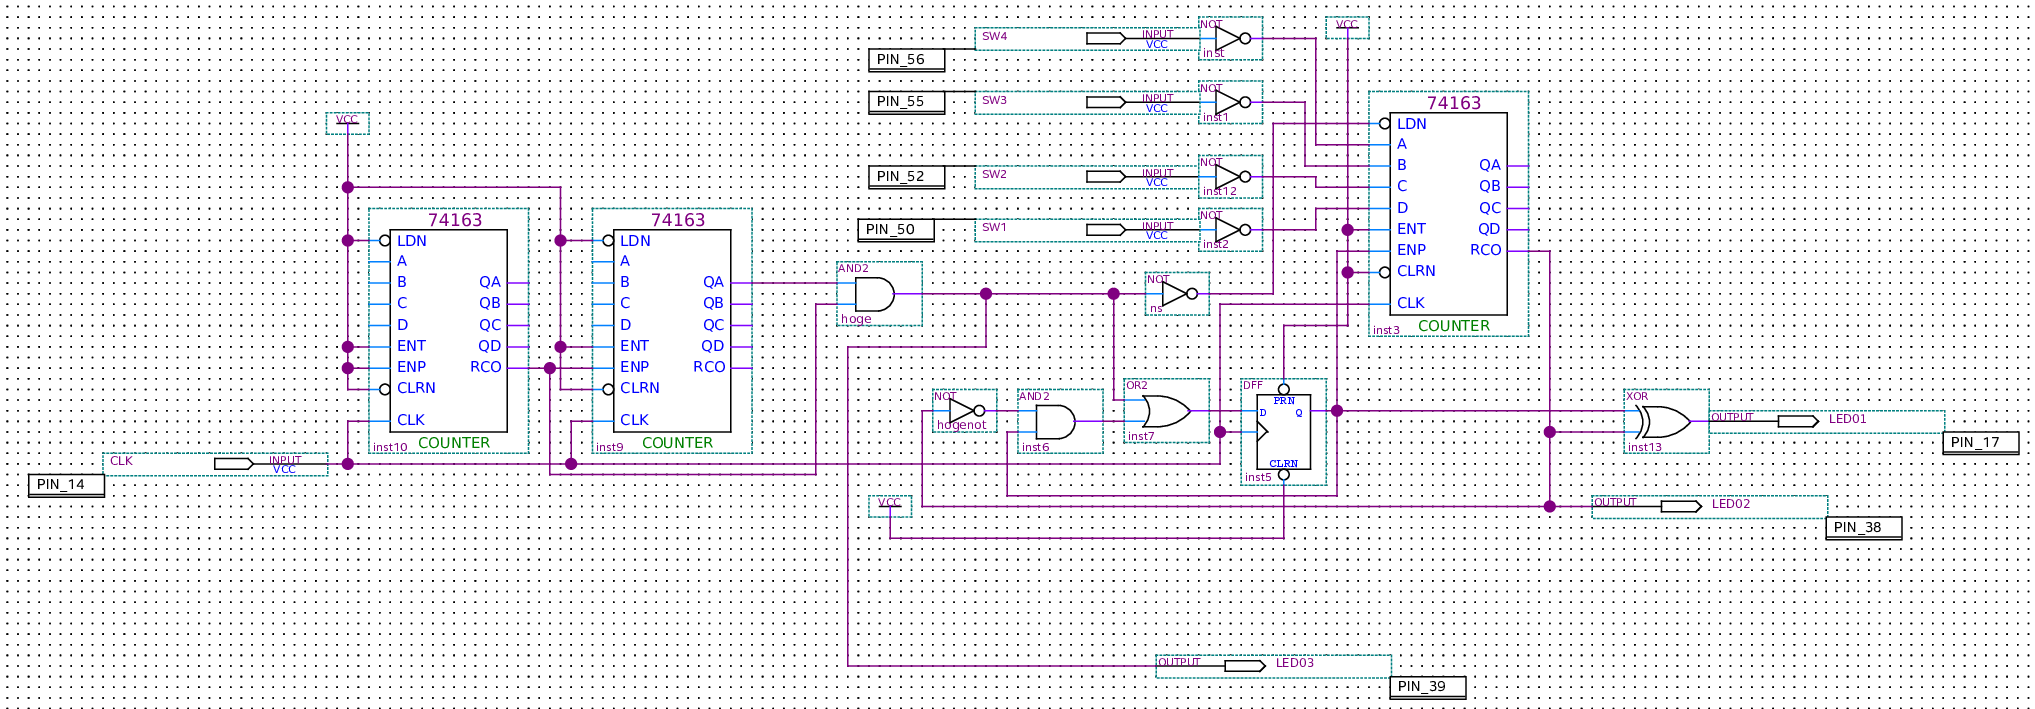 NOT
VCC
SW4
INPUT
VCC
inst
PIN_56
NOT
SW3
INPUT
VCC
inst1
PIN_55
74163
LDN
A
B
C
D
ENT
ENP
CLRN
CLK
QA
QB
QC
QD
RCO
inst3
COUNTER
NOT
SW2
INPUT
VCC
inst12
PIN_52
NOT
SW1
INPUT
VCC
inst2
PIN_50
VCC
74163
LDN
A
B
C
D
ENT
ENP
CLRN
CLK
QA
QB
QC
QD
RCO
inst10
COUNTER
74163
LDN
A
B
C
D
ENT
ENP
CLRN
CLK
QA
QB
QC
QD
RCO
inst9
COUNTER
AND2
hoge
NOT
ns
NOT
hogenot
AND2
inst6
OR2
inst7
DFF
PRN
D
Q
CLRN
inst5
XOR
inst13
OUTPUT
LED01
PIN_17
CLK
INPUT
VCC
PIN_14
VCC
OUTPUT
LED02
PIN_38
OUTPUT
LED03
PIN_39